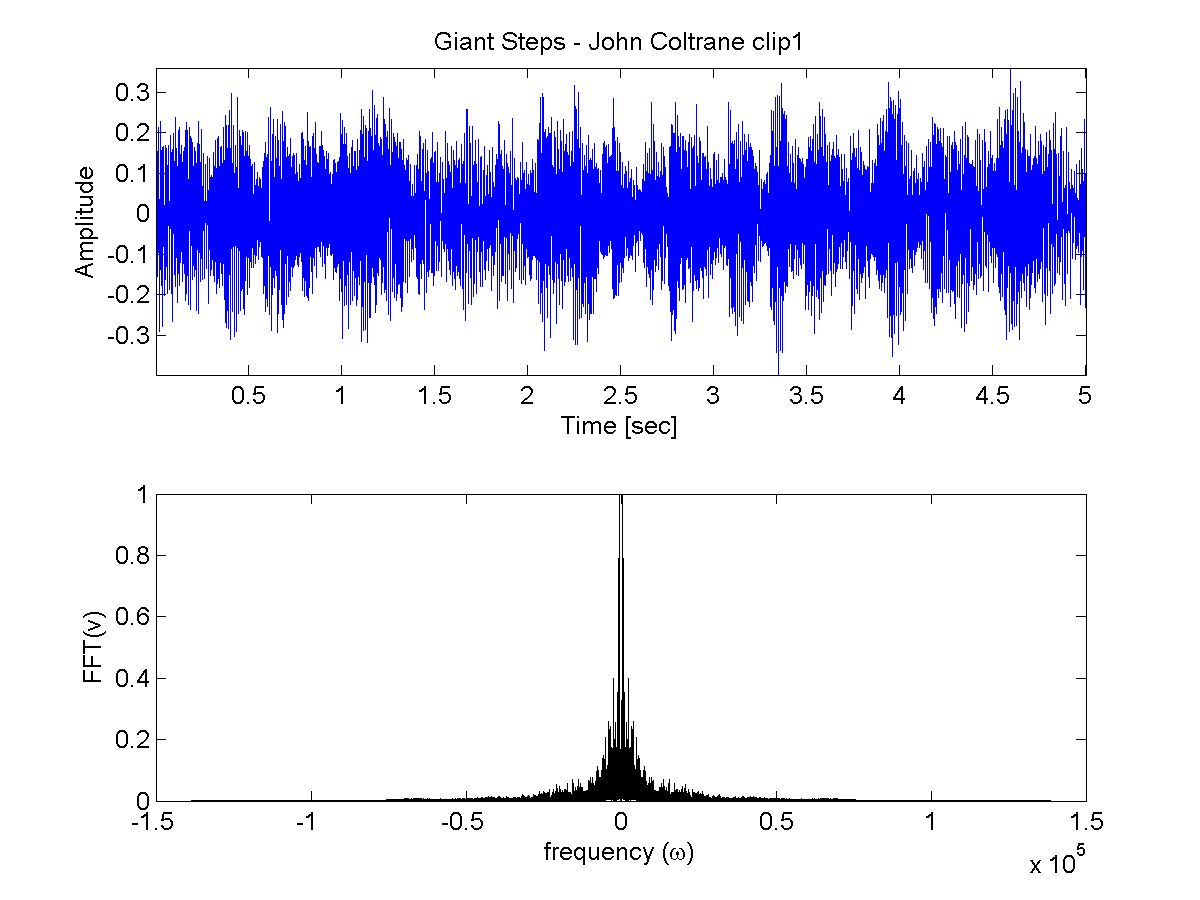 Giant Steps - John Coltrane clip1
Amplitude
0.3
0.2
0.1
0
-0.1
-0.2
-0.3
0.5 1 1.5 2 2.5 3 3.5 4 4.5 5
Time [sec]
FFT(v)
1
0.8
0.6
0.4
0.2
0
-1.5 -1 -0.5 0 0.5 1 1.5
frequency (ω)
x 10⁵